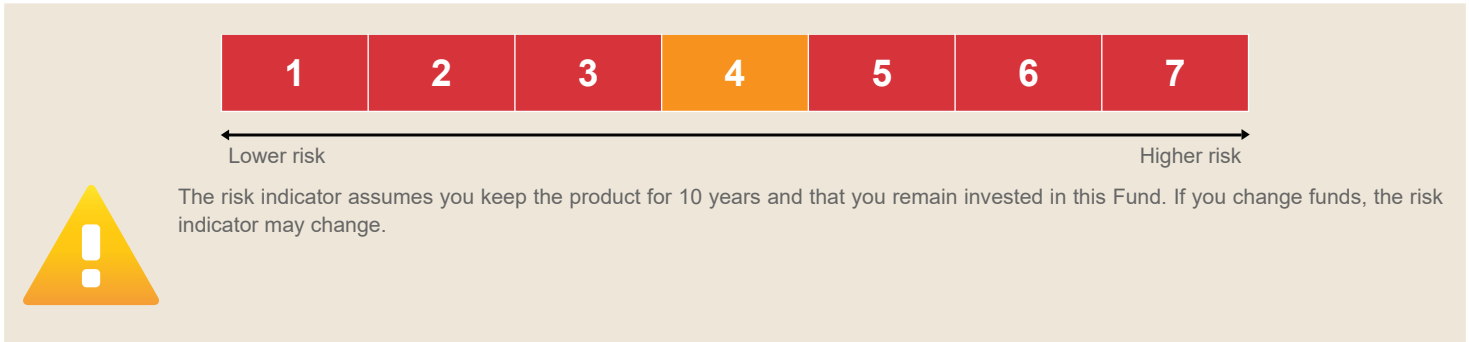 1 2 3 4 5 6 7
Lower risk Higher risk
The risk indicator assumes you keep the product for 10 years and that you remain invested in this Fund. If you change funds, the risk
indicator may change.